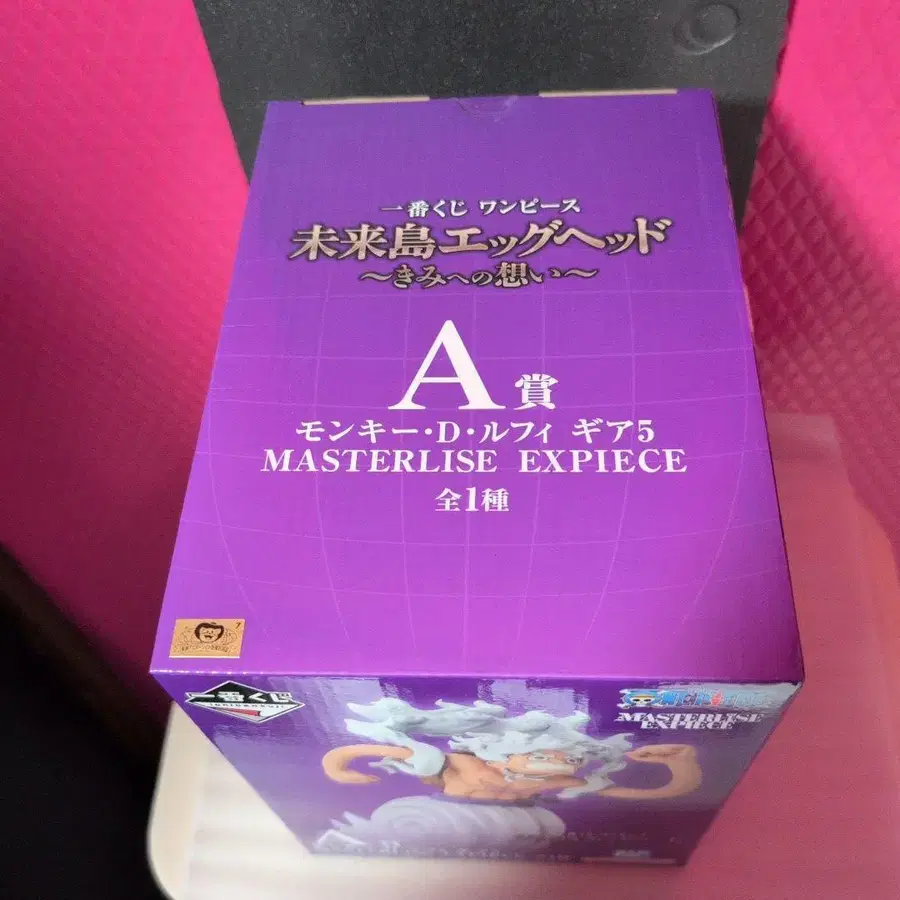 一番くじ ワンピース
未来島エッグヘッド
～きみへの想い～
A賞
モンキー・D・ルフィ ギア5
MASTERLISE EXPIECE
全1種
7
一番くじ
MASTERLISE
EXPIECE